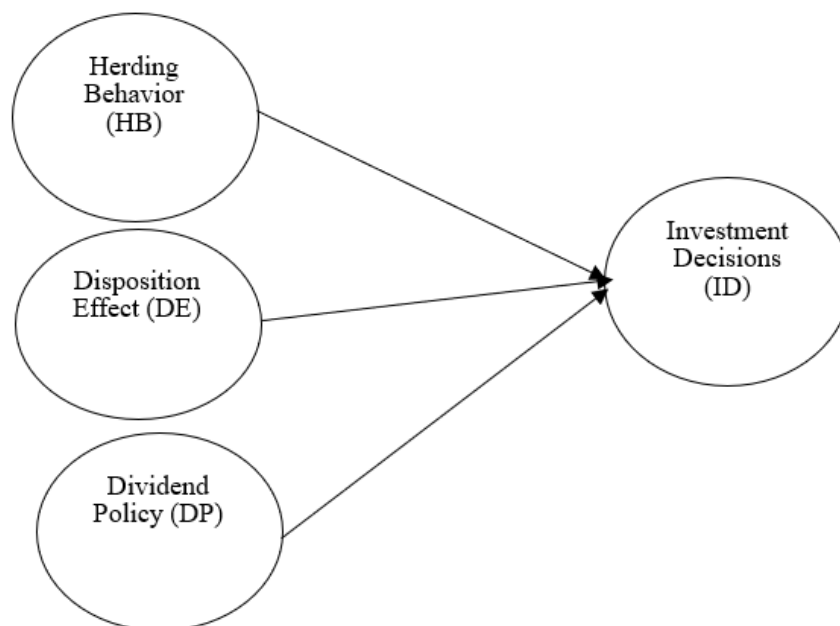 Herding
Behavior
(HB)
Disposition
Effect (DE)
Dividend
Policy (DP)
Investment
Decisions
(ID)